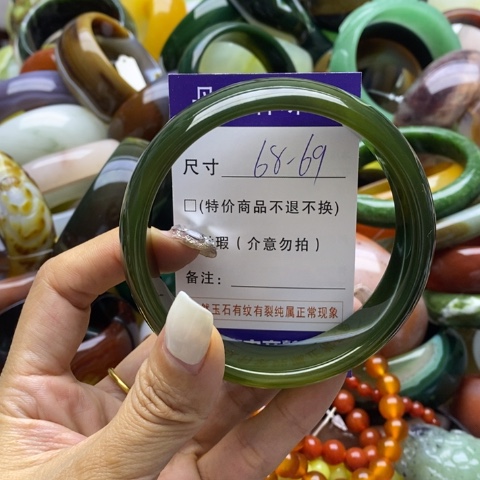 尺寸 68-69
□(特价商品不退不换)
瑕(介意勿拍)
备注:
玉石有纹有裂纯属正常现象